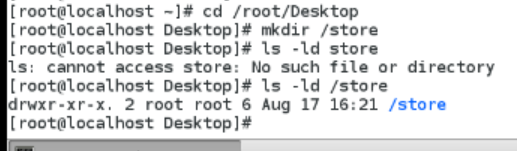 [root@localhost ~]# cd /root/Desktop
[root@localhost Desktop]# mkdir /store
[root@localhost Desktop]# ls -ld store
ls: cannot access store: No such file or directory
[root@localhost Desktop]# ls -ld /store
drwxr-xr-x. 2 root root 6 Aug 17 16:21 /store
[root@localhost Desktop]#